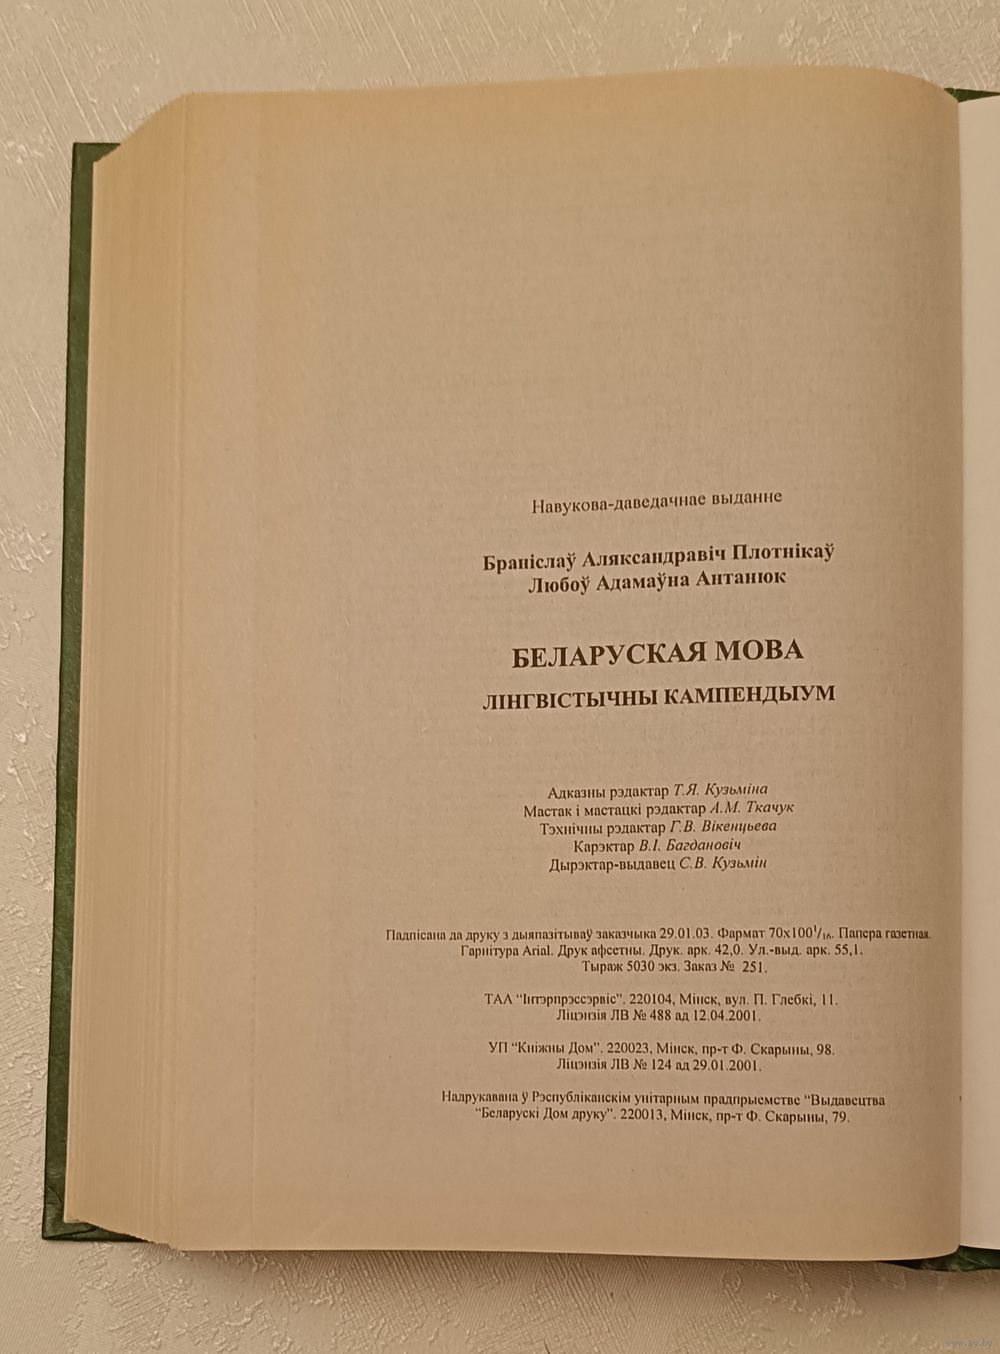 Навукова-даведачнае выданне
Браніслаў Аляксандравіч Плотнікаў
Любоў Адамаўна Антанюк
БЕЛАРУСКАЯ МОВА
ЛІНГВІСТЫЧНЫ КАМПЕНДЫУМ
Адказны рэдактар Т.Я. Кузьміна
Мастак і мастацкі рэдактар А.М. Ткачук
Тэхнічны рэдактар Г.В. Вікенцьева
Карэктар В.І. Багдановіч
Дырэктар-выдавец С.В. Кузьмін
Падпісана да друку з дыяпазітываў заказчыка 29.01.03. Фармат 70х100¹/₁₆. Папера газетная.
Гарнітура Arial. Друк афсетны. Друк. арк. 42,0. Ул.-выд. арк. 55,1.
Тыраж 5030 экз. Заказ № 251.
ТАА “Інтэрпрэссэрвіс”. 220104, Мінск, вул. П. Глебкі, 11.
Ліцэнзія ЛВ № 488 ад 12.04.2001.
УП “Кніжны Дом”. 220023, Мінск, пр-т Ф. Скарыны, 98.
Ліцэнзія ЛВ № 124 ад 29.01.2001.
Надрукавана ў Рэспубліканскім унітарным прадпрыемстве “Выдавецтва
“Беларускі Дом друку”. 220013, Мінск, пр-т Ф. Скарыны, 79.
www.ay.by